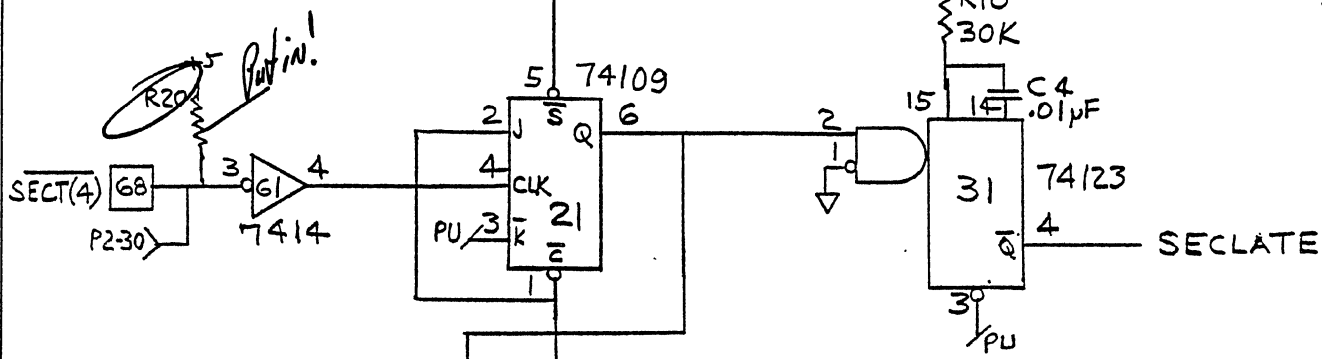 R10
30K
+5
Put in!
R20
5
74109
C4
.01µF
15
14
2
J
S
Q
6
2
1
3
4
4
CLK
SECT(4)
68
61
7414
21
31
74123
PU
3
K
P2-30
C
1
Q
4
SECLATE
3
PU